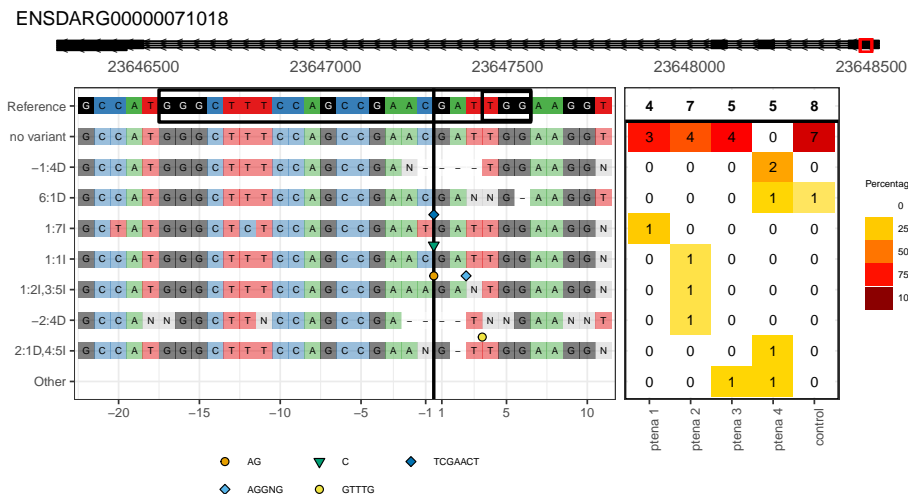 ENSDARG00000071018
23646500 23647000 23647500 23648000 23648500
Reference G C C A T G G G C T T T C C A G C C G A A C G A T T G G A A G G T 4 7 5 5 8
no variant G C C A T G G G C T T T C C A G C C G A A C G A T T G G A A G G T 3 4 4 0 7
−1:4D G C C A T G G G C T T T C C A G C C G A N - - - - T G G A A G G N 0 0 0 2 0
6:1D G C C A T G G G C T T T C C A G C C G A A C G A N N G - A A G G T 0 0 0 1 1
1:7I G C T A T G G G C T C T C C A G C C G A A T G A T T G G A A G G N 1 0 0 0 0
1:1I G C C A T G G G C T T T C C A G C C G A A C G A T T G G A A G G N 0 1 0 0 0
1:2I,3:5I G C C A T G G G C T T T C C A G C C G A A A G A N T G G A A G G N 0 1 0 0 0
−2:4D G C C A N N G G C T T N C C A G C C G A - - - - T N N G A A N N T 0 1 0 0 0
2:1D,4:5I G C C A T G G G C T T T C C A G C C G A A N G - T T G G A A G G N 0 0 0 1 0
Other 0 0 1 1 0
−20 −15 −10 −5 −1 1 5 10
ptena 1 ptena 2 ptena 3 ptena 4 control
Percentag
0
25
50
75
10
AG C TCGAACT
AGGNG GTTTG